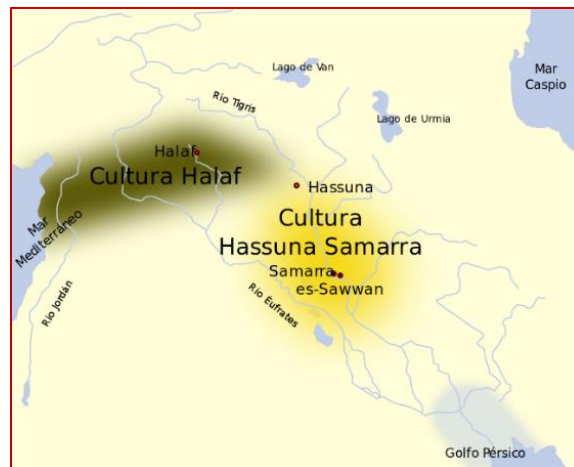 Lago de Van
Mar
Caspio
Río Tigris
Lago de Urmia
Halaf
Cultura Halaf
Hassuna
Mar
Mediterráneo
Cultura
Hassuna Samarra
Samarra
es-Sawwan
Río Jordán
Río Eufrates
Golfo Pérsico